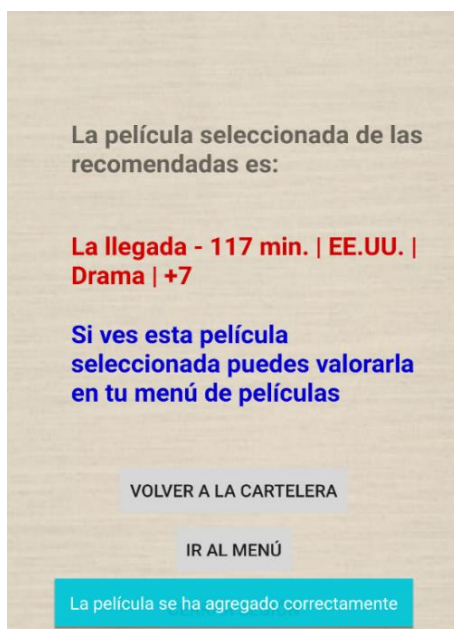 La película seleccionada de las
recomendadas es:
La llegada - 117 min. | EE.UU. |
Drama | +7
Si ves esta película
seleccionada puedes valorarla
en tu menú de películas
VOLVER A LA CARTELERA
IR AL MENÚ
La película se ha agregado correctamente